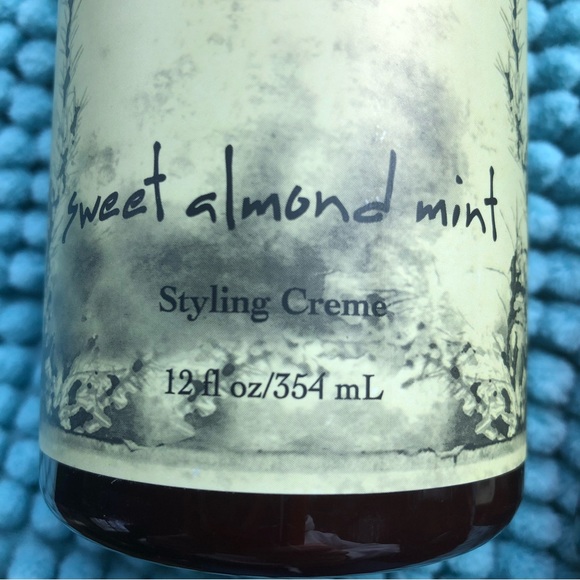 sweet almond mint
Styling Creme
12 fl oz/354 mL